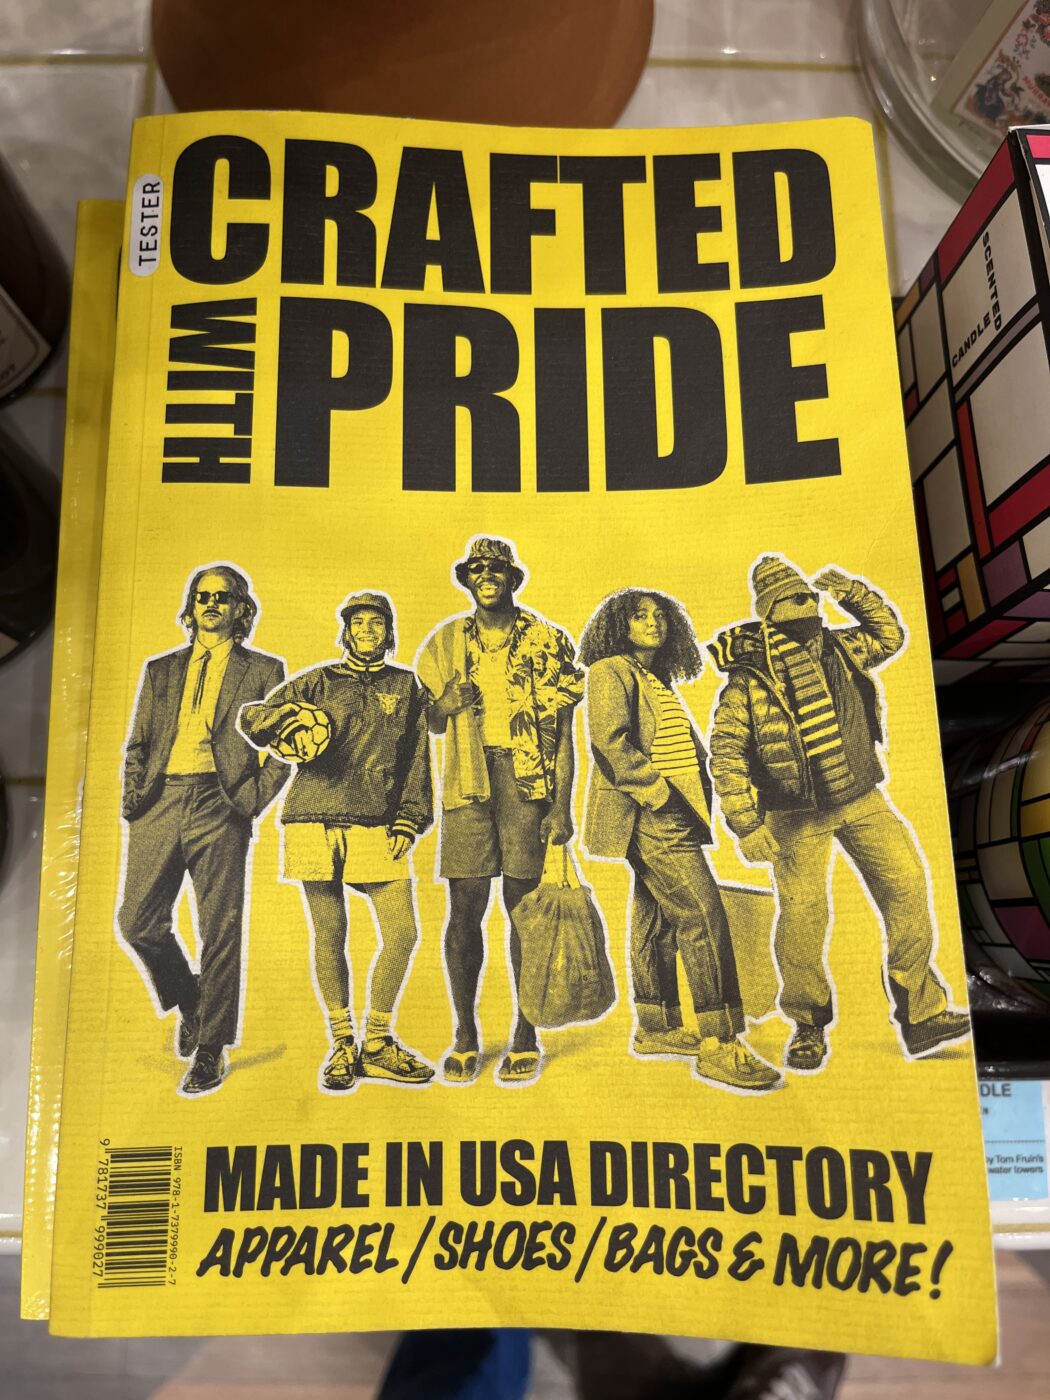 TESTER
CRAFTED
WITH
PRIDE
MADE IN USA DIRECTORY
APPAREL/SHOES/BAGS & MORE!
ISBN 978-1-7379990-2-7
9 781737 999027
SCENTED
CANDLE
DLE
by Tom Fruin's
water towers